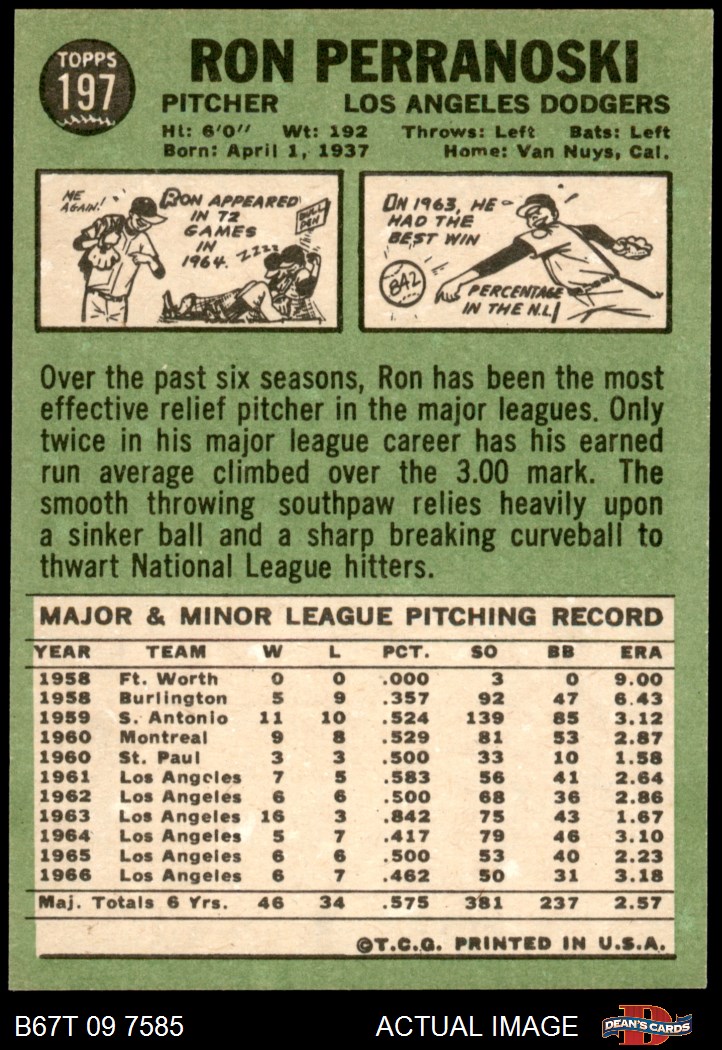 TOPPS
197
RON PERRANOSKI
PITCHER LOS ANGELES DODGERS
Ht: 6'0" Wt: 192 Throws: Left Bats: Left
Born: April 1, 1937 Home: Van Nuys, Cal.
ME AGAIN!
RON APPEARED
IN 72
GAMES
IN
1964.
ZZZZ
BULL
PEN
IN 1963, HE
HAD THE
BEST WIN
842
PERCENTAGE
IN THE N.L.
Over the past six seasons, Ron has been the most
effective relief pitcher in the major leagues. Only
twice in his major league career has his earned
run average climbed over the 3.00 mark. The
smooth throwing southpaw relies heavily upon
a sinker ball and a sharp breaking curveball to
thwart National League hitters.
MAJOR & MINOR LEAGUE PITCHING RECORD
YEAR TEAM W L PCT. SO BB ERA
1958 Ft. Worth 0 0 .000 3 0 9.00
1958 Burlington 5 9 .357 92 47 6.43
1959 S. Antonio 11 10 .524 139 85 3.12
1960 Montreal 9 8 .529 81 53 2.87
1960 St. Paul 3 3 .500 33 10 1.58
1961 Los Angeles 7 5 .583 56 41 2.64
1962 Los Angeles 6 6 .500 68 36 2.86
1963 Los Angeles 16 3 .842 75 43 1.67
1964 Los Angeles 5 7 .417 79 46 3.10
1965 Los Angeles 6 6 .500 53 40 2.23
1966 Los Angeles 6 7 .462 50 31 3.18
Maj. Totals 6 Yrs. 46 34 .575 381 237 2.57
©T.C.G. PRINTED IN U.S.A.
B67T 09 7585 ACTUAL IMAGE D DEAN'S CARDS